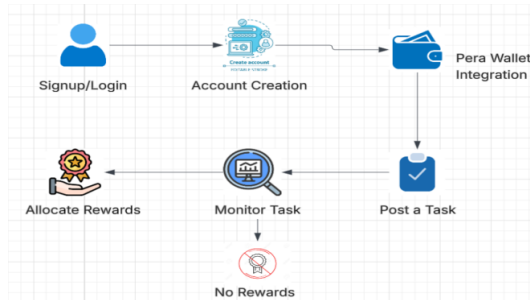 Create account
Signup/Login
Account Creation
Pera Wallet
Integration
Allocate Rewards
Monitor Task
Post a Task
No Rewards